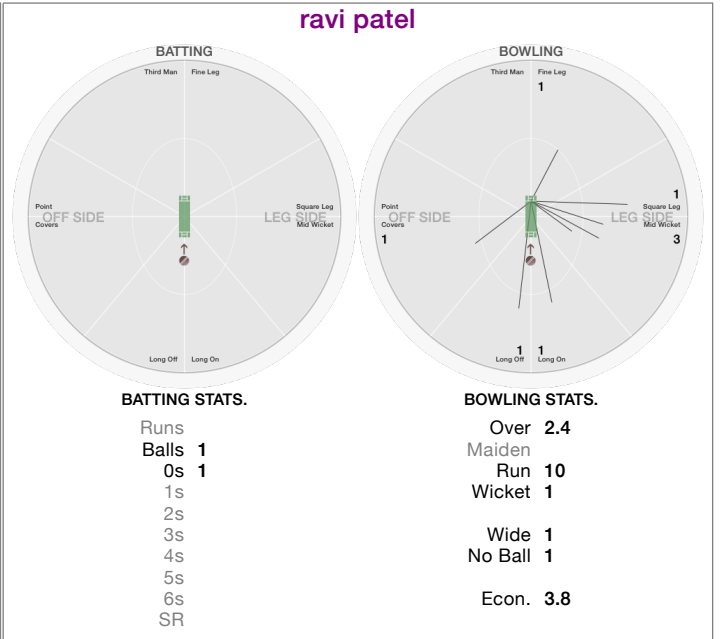 ravi patel
BATTING
Third Man Fine Leg
Point
Covers
OFF SIDE
LEG SIDE
Square Leg
Mid Wicket
Long Off Long On
BATTING STATS.
Runs
Balls 1
0s 1
1s
2s
3s
4s
5s
6s
SR
BOWLING
Third Man Fine Leg
1
Point
Covers
1
OFF SIDE
LEG SIDE
1
Square Leg
Mid Wicket
3
1 1
Long Off Long On
BOWLING STATS.
Over 2.4
Maiden
Run 10
Wicket 1
Wide 1
No Ball 1
Econ. 3.8